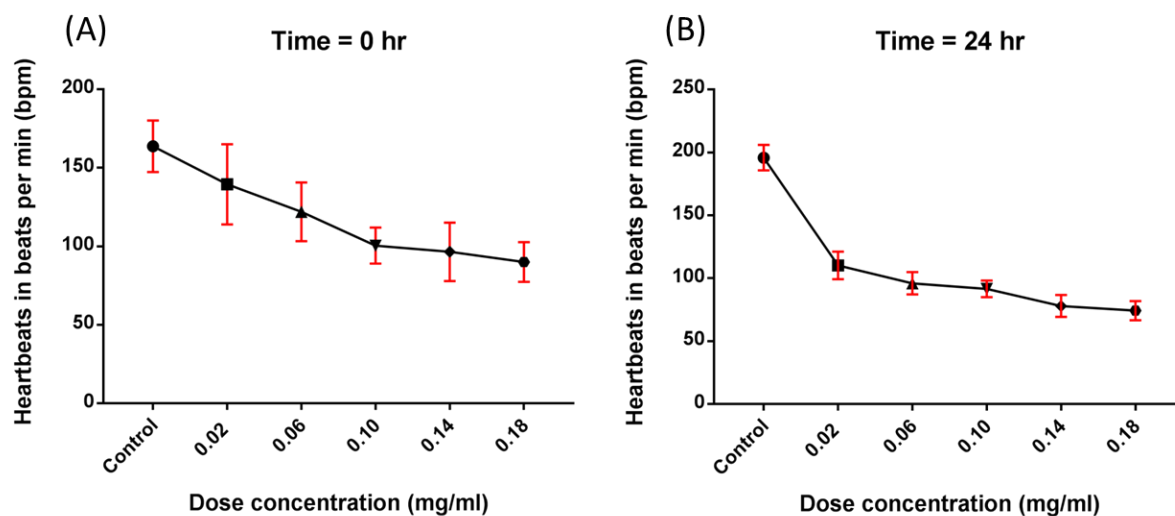 (A)
Time = 0 hr
Heartbeats in beats per min (bpm)
200
150
100
50
0
Control
0.02
0.06
0.10
0.14
0.18
Dose concentration (mg/ml)
(B)
Time = 24 hr
Heartbeats in beats per min (bpm)
250
200
150
100
50
0
Control
0.02
0.06
0.10
0.14
0.18
Dose concentration (mg/ml)